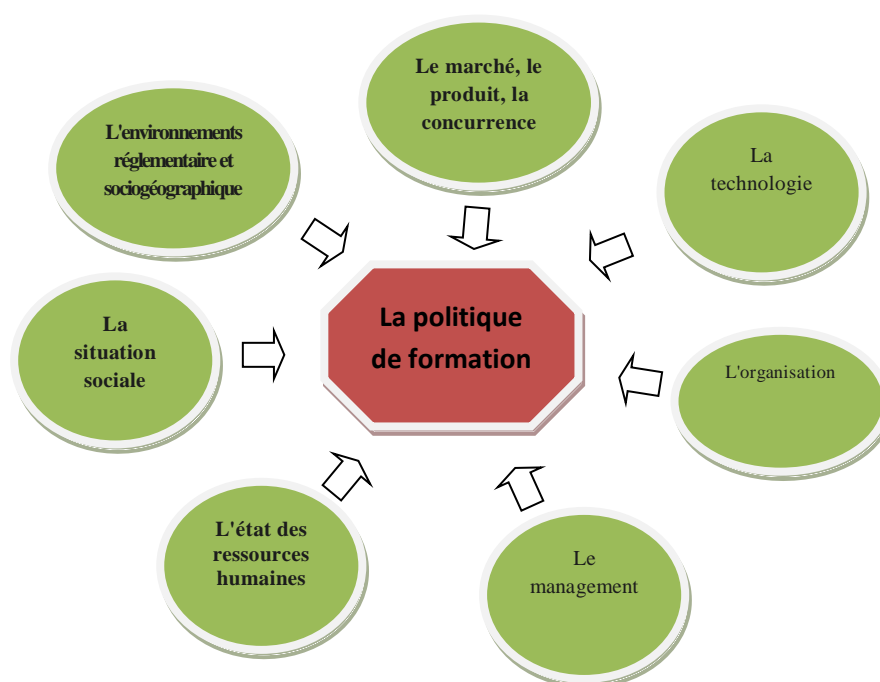 Le marché, le
produit, la
concurrence
L'environnements
réglementaire et
sociogéographique
La
technologie
La politique
de formation
La
situation
sociale
L'organisation
L'état des
ressources
humaines
Le
management